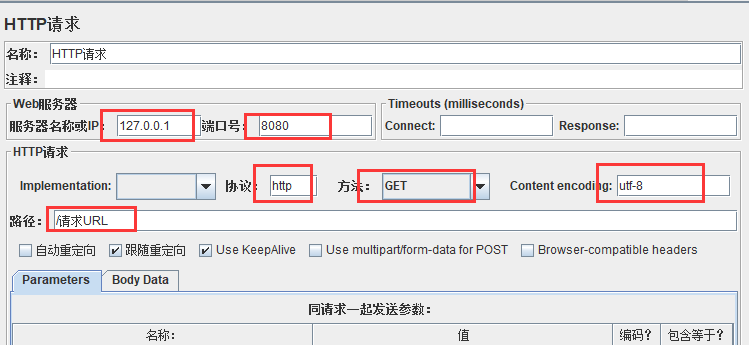 HTTP请求
名称： HTTP请求
注释：
Web服务器
Timeouts (milliseconds)
服务器名称或IP： 127.0.0.1 端口号： 8080
Connect: Response:
HTTP请求
Implementation: 协议： http 方法： GET Content encoding: utf-8
路径： /请求URL
自动重定向 跟随重定向 Use KeepAlive Use multipart/form-data for POST Browser-compatible headers
Parameters Body Data
同请求一起发送参数：
名称： 值 编码? 包含等于?